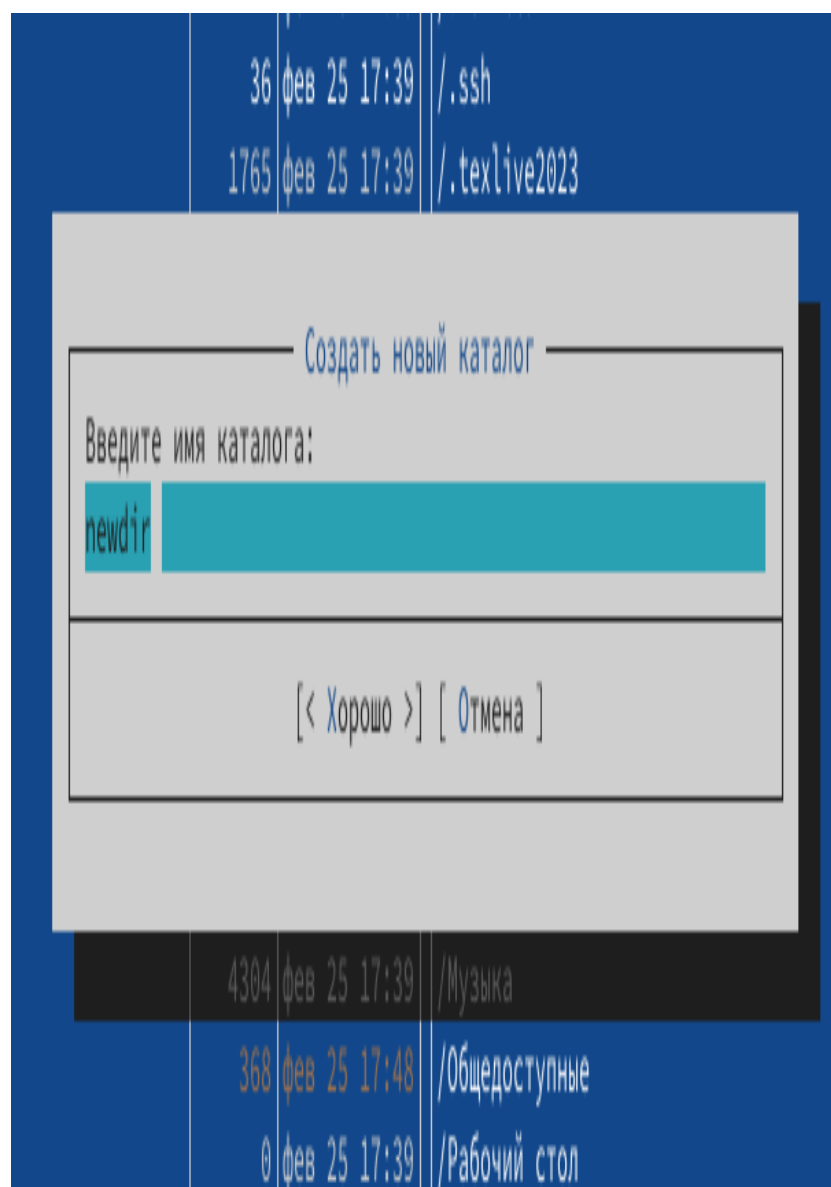 36 фев 25 17:39 /.ssh
1765 фев 25 17:39 /.texlive2023
Создать новый каталог
Введите имя каталога:
newdir
[< Хорошо >] [ Отмена ]
4304 фев 25 17:39 /Музыка
368 фев 25 17:48 /Общедоступные
0 фев 25 17:39 /Рабочий стол